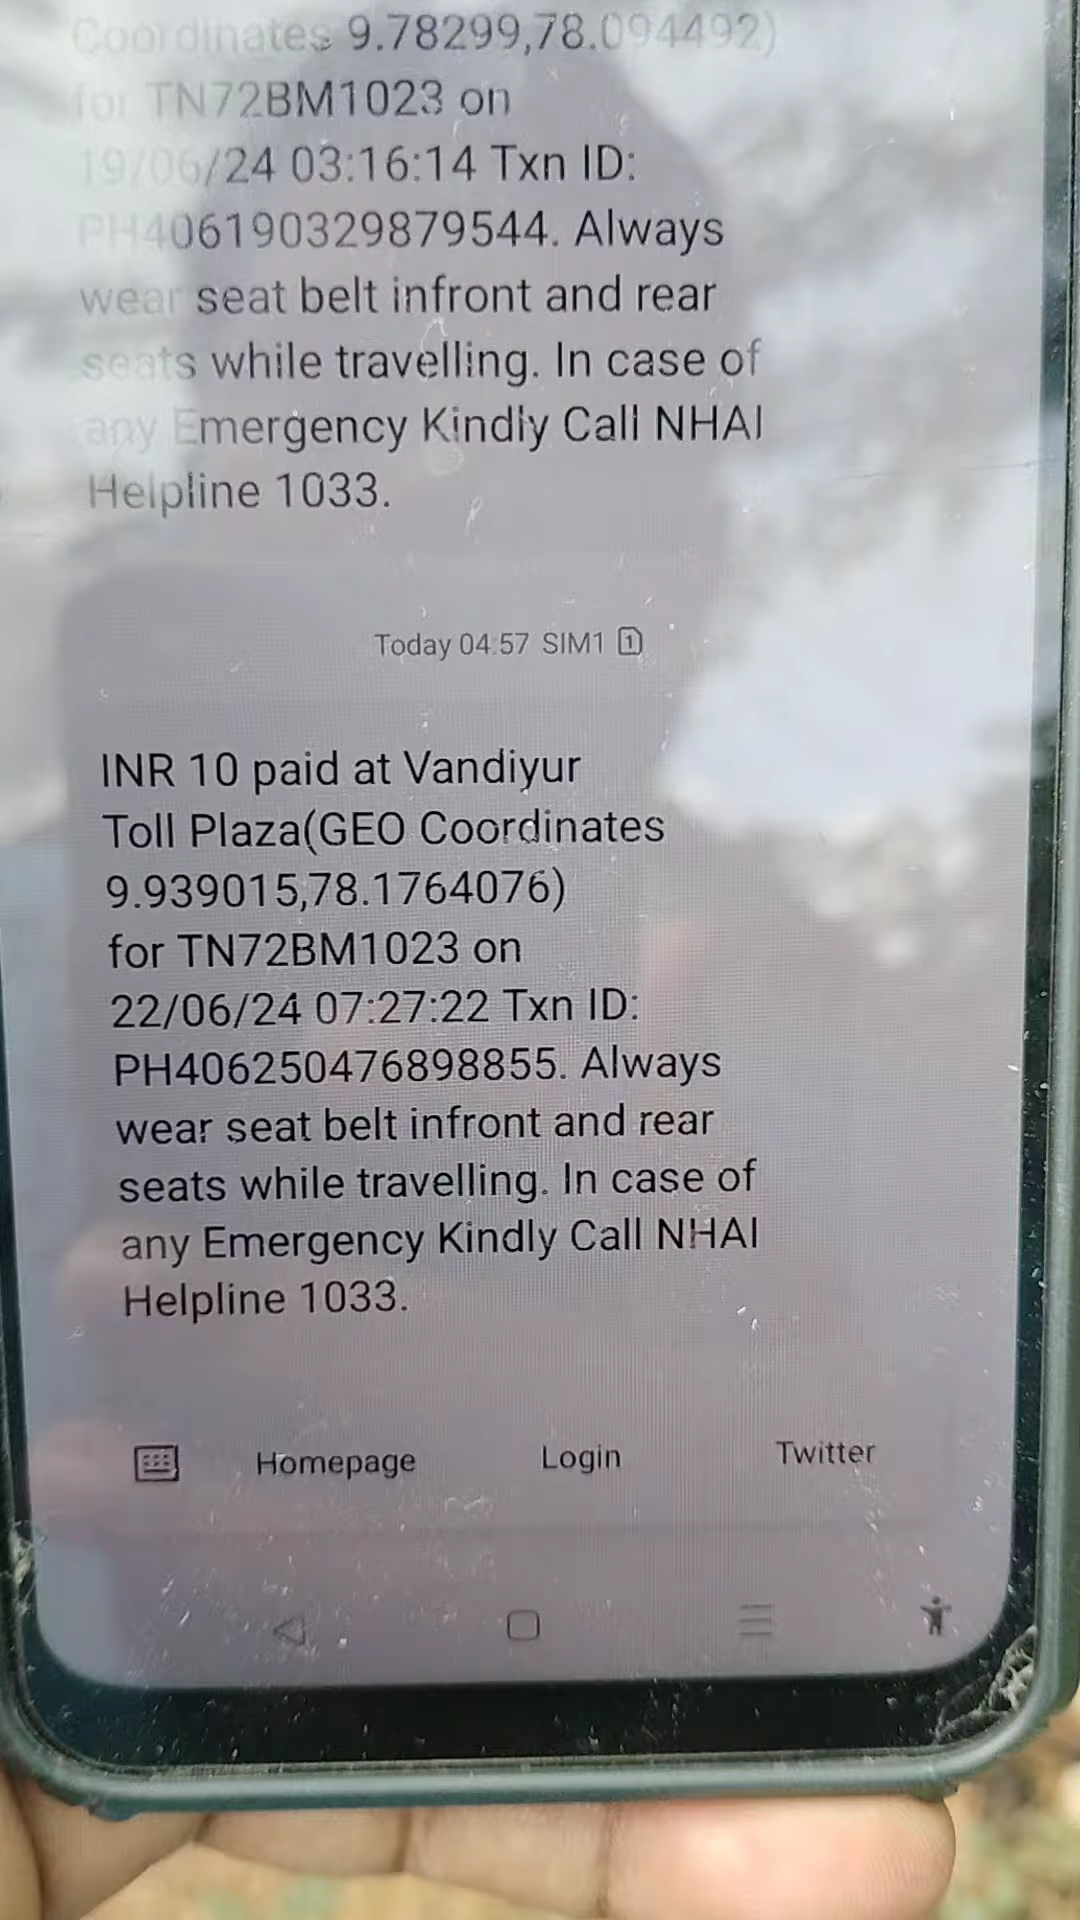 Coordinates 9.78299,78.094492)
for TN72BM1023 on
19/06/24 03:16:14 Txn ID:
PH406190329879544. Always
wear seat belt infront and rear
seats while travelling. In case of
any Emergency Kindly Call NHAI
Helpline 1033.
Today 04:57 SIM1 1
INR 10 paid at Vandiyur
Toll Plaza(GEO Coordinates
9.939015,78.1764076)
for TN72BM1023 on
22/06/24 07:27:22 Txn ID:
PH406250476898855. Always
wear seat belt infront and rear
seats while travelling. In case of
any Emergency Kindly Call NHAI
Helpline 1033.
Homepage Login Twitter